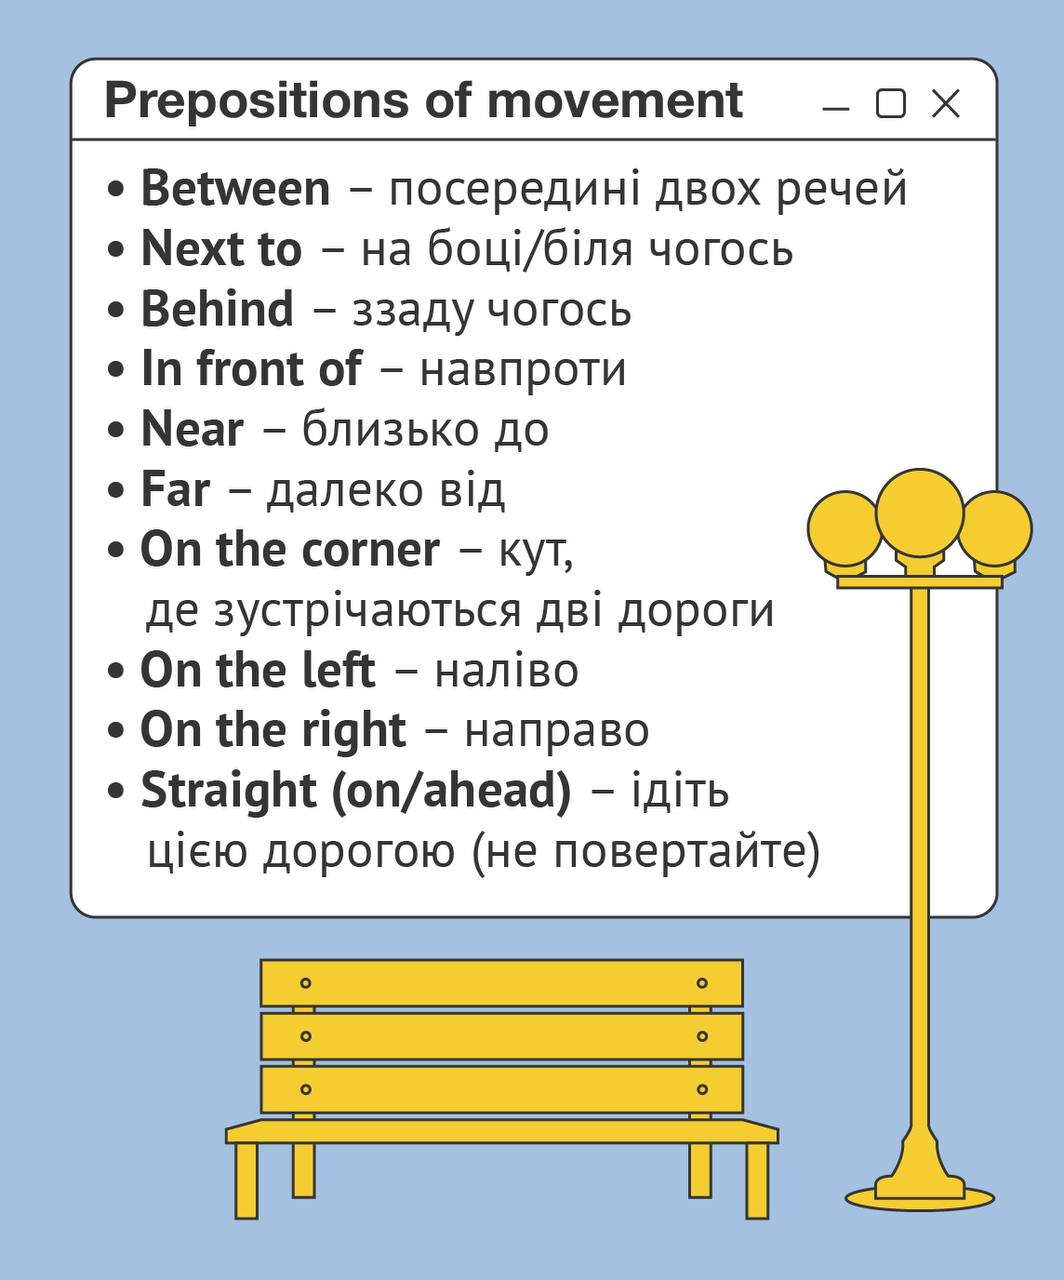 Prepositions of movement
• Between – посередині двох речей
• Next to – на боці/біля чогось
• Behind – ззаду чогось
• In front of – навпроти
• Near – близько до
• Far – далеко від
• On the corner – кут,
де зустрічаються дві дороги
• On the left – наліво
• On the right – направо
• Straight (on/ahead) – ідіть
цією дорогою (не повертайте)